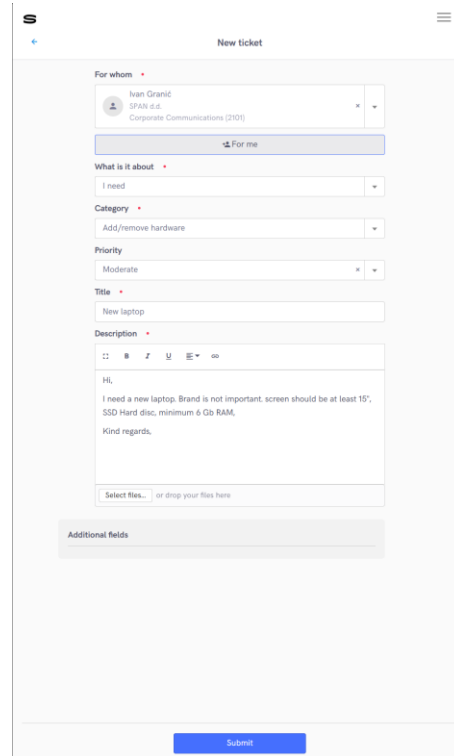 New ticket
For whom •
Ivan Granić
SPAN d.d.
Corporate Communications (2101)
For me
What is it about •
I need
Category •
Add/remove hardware
Priority
Moderate
Title •
New laptop
Description •
B I U
Hi,
I need a new laptop. Brand is not important. screen should be at least 15",
SSD Hard disc, minimum 6 Gb RAM,
Kind regards,
Select files... or drop your files here
Additional fields
Submit